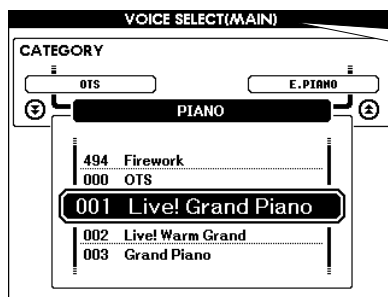 VOICE SELECT(MAIN)
CATEGORY
OTS
E.PIANO
PIANO
494 Firework
000 OTS
001 Live! Grand Piano
002 Live! Warm Grand
003 Grand Piano